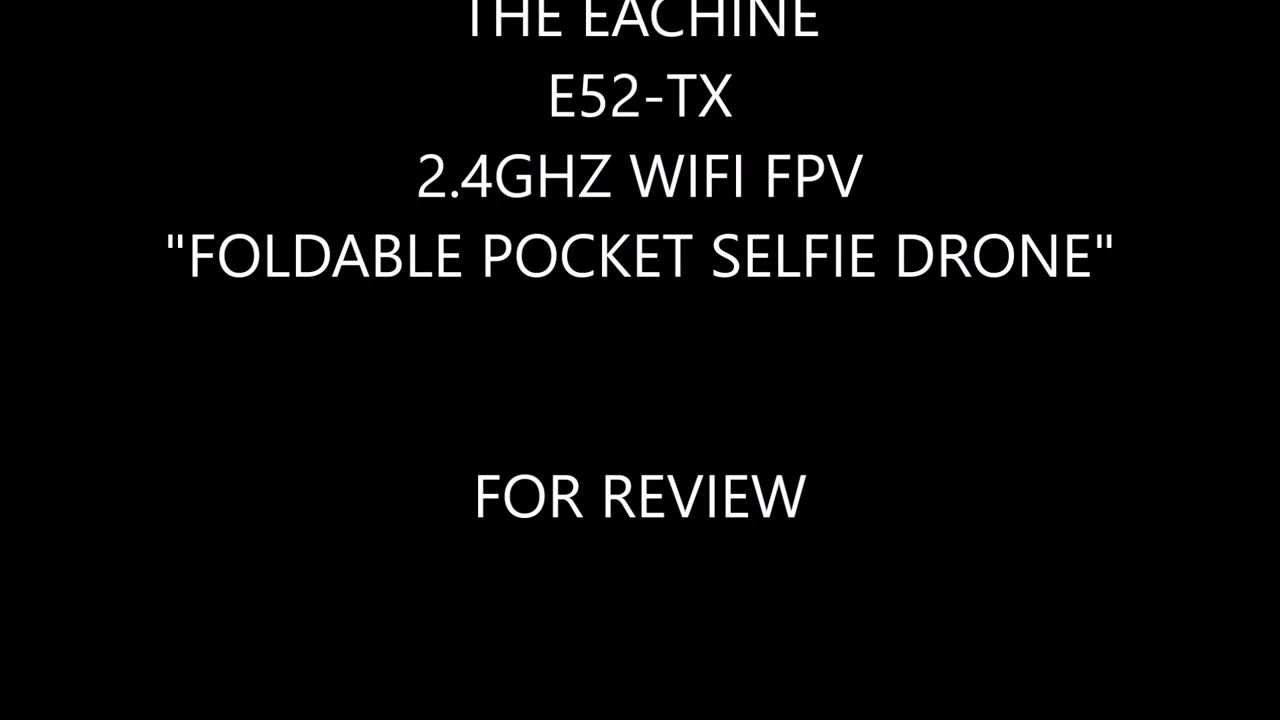 THE EACHINE
E52-TX
2.4GHZ WIFI FPV
"FOLDABLE POCKET SELFIE DRONE"
FOR REVIEW